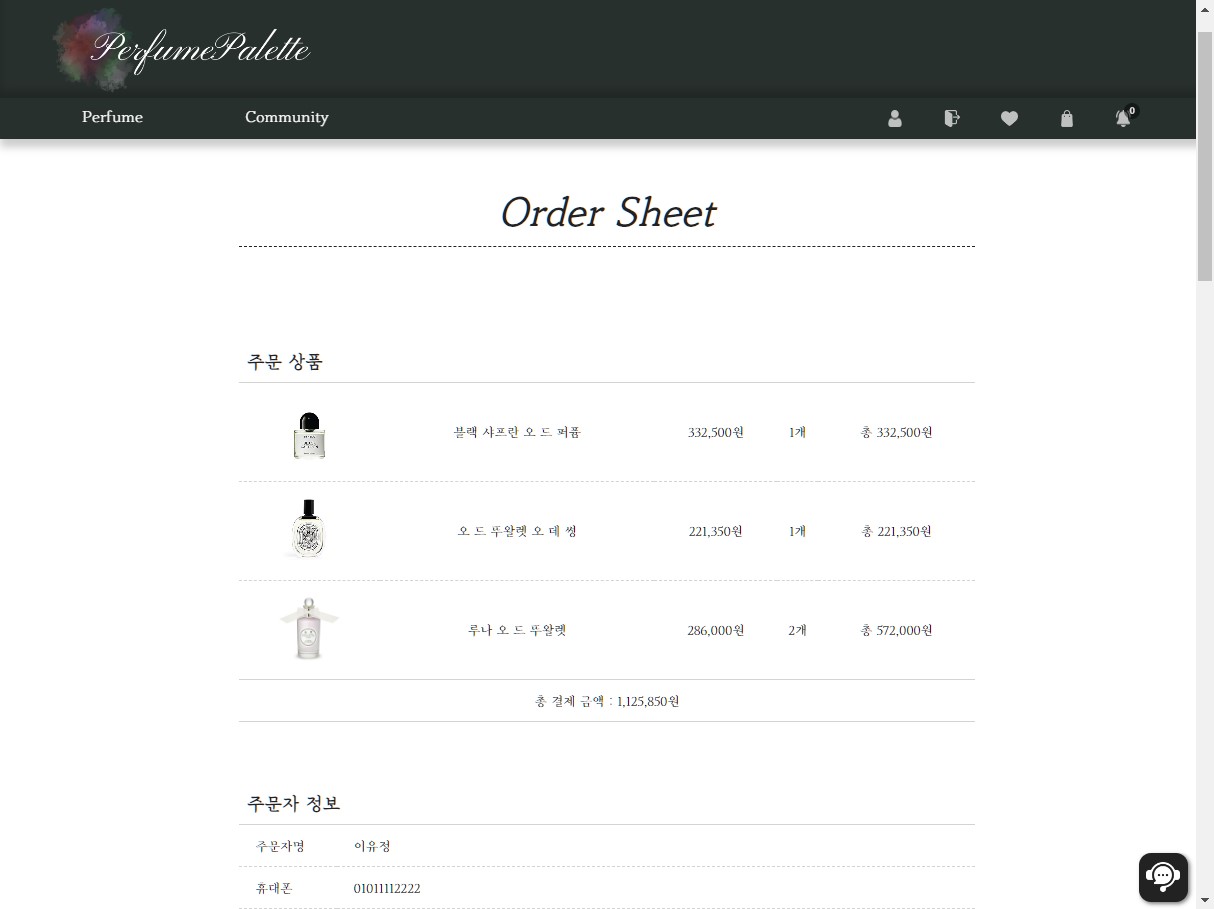 PerfumePalette
Perfume Community 0
Order Sheet
주문 상품
블랙 샤프란 오 드 퍼퓸 332,500원 1개 총 332,500원
오 드 뚜왈렛 오 데 썽 221,350원 1개 총 221,350원
루나 오 드 뚜왈렛 286,000원 2개 총 572,000원
총 결제 금액 : 1,125,850원
주문자 정보
주문자명 이유정
휴대폰 01011112222